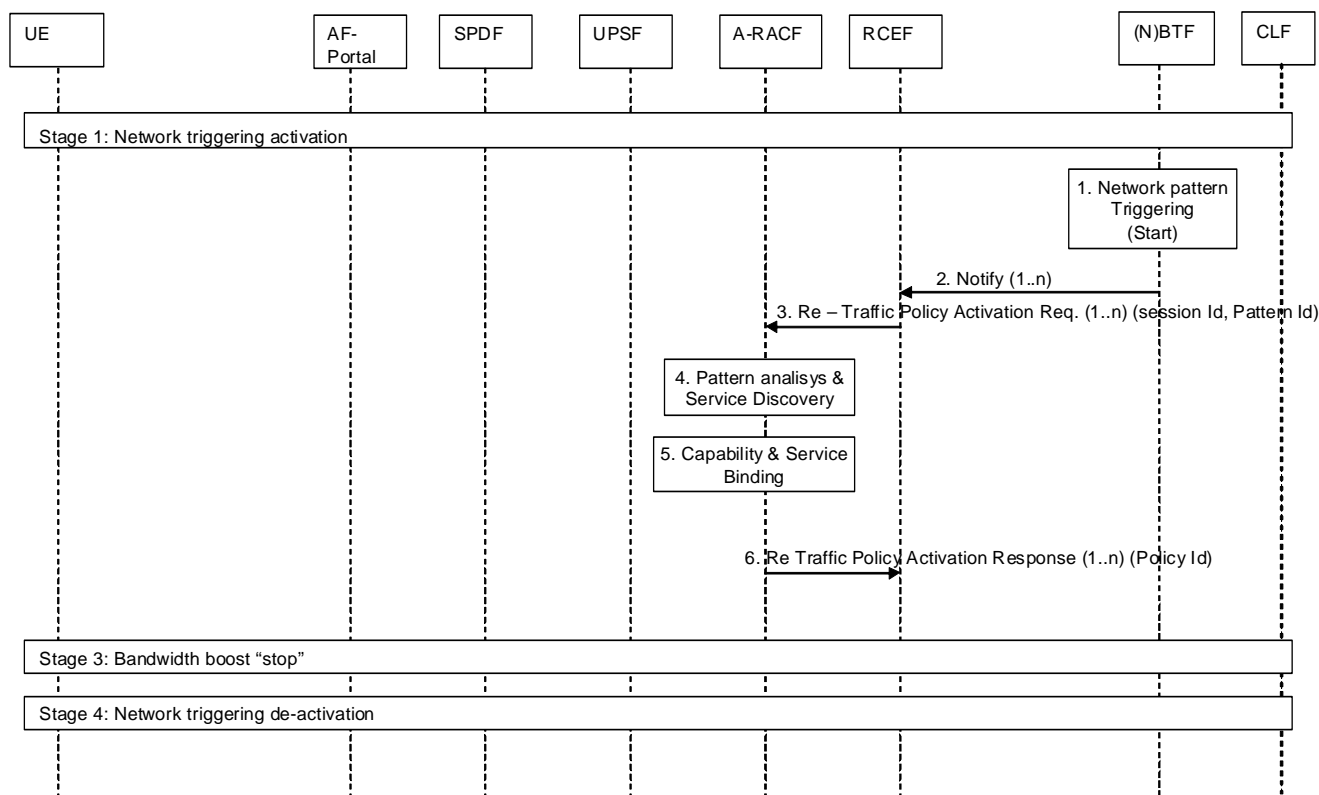 UE
AF-
Portal
SPDF
UPSF
A-RACF
RCEF
(N)BTF
CLF
Stage 1: Network triggering activation
1. Network pattern
Triggering
(Start)
2. Notify (1..n)
3. Re – Traffic Policy Activation Req. (1..n) (session Id, Pattern Id)
4. Pattern analisys &
Service Discovery
5. Capability & Service
Binding
6. Re Traffic Policy Activation Response (1..n) (Policy Id)
Stage 3: Bandwidth boost “stop”
Stage 4: Network triggering de-activation